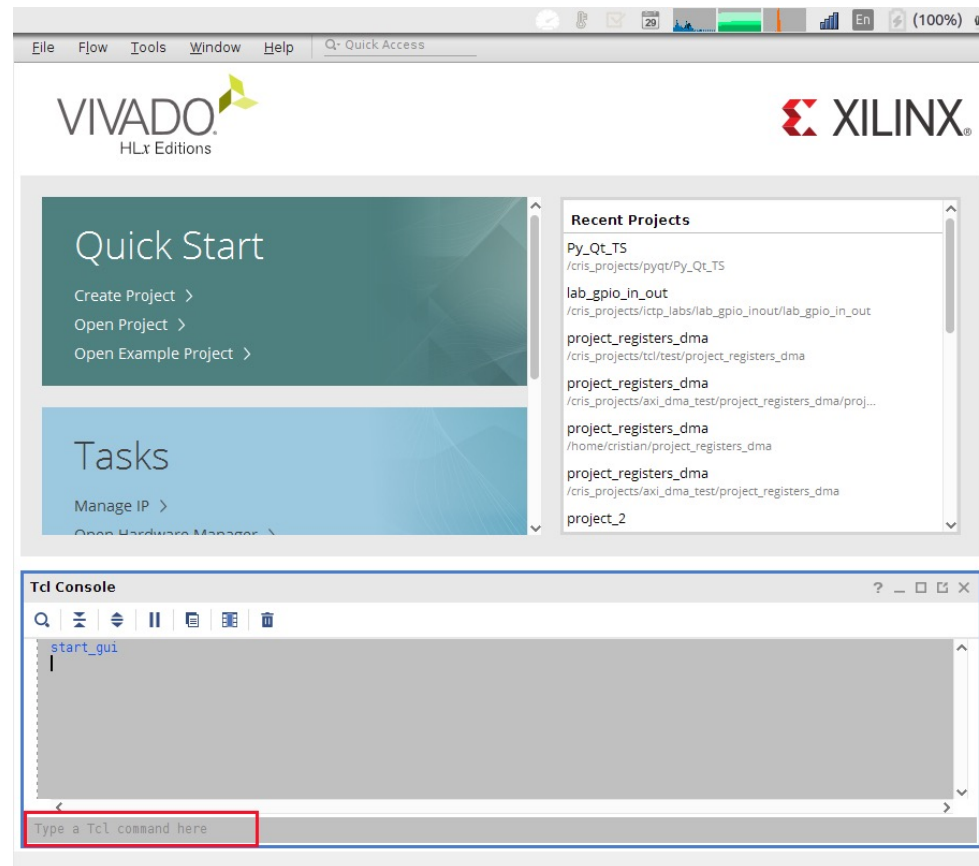 29
En
(100%)
File Flow Tools Window Help Q- Quick Access
VIVADO.
HLx Editions
XILINX®
Quick Start
Create Project >
Open Project >
Open Example Project >
Tasks
Manage IP >
Open Hardware Manager >
Recent Projects
Py_Qt_TS
/cris_projects/pyqt/Py_Qt_TS
lab_gpio_in_out
/cris_projects/ictp_labs/lab_gpio_inout/lab_gpio_in_out
project_registers_dma
/cris_projects/tcl/test/project_registers_dma
project_registers_dma
/cris_projects/axi_dma_test/project_registers_dma/proj...
project_registers_dma
/home/cristian/project_registers_dma
project_registers_dma
/cris_projects/axi_dma_test/project_registers_dma
project_2
Tcl Console
start_gui
Type a Tcl command here